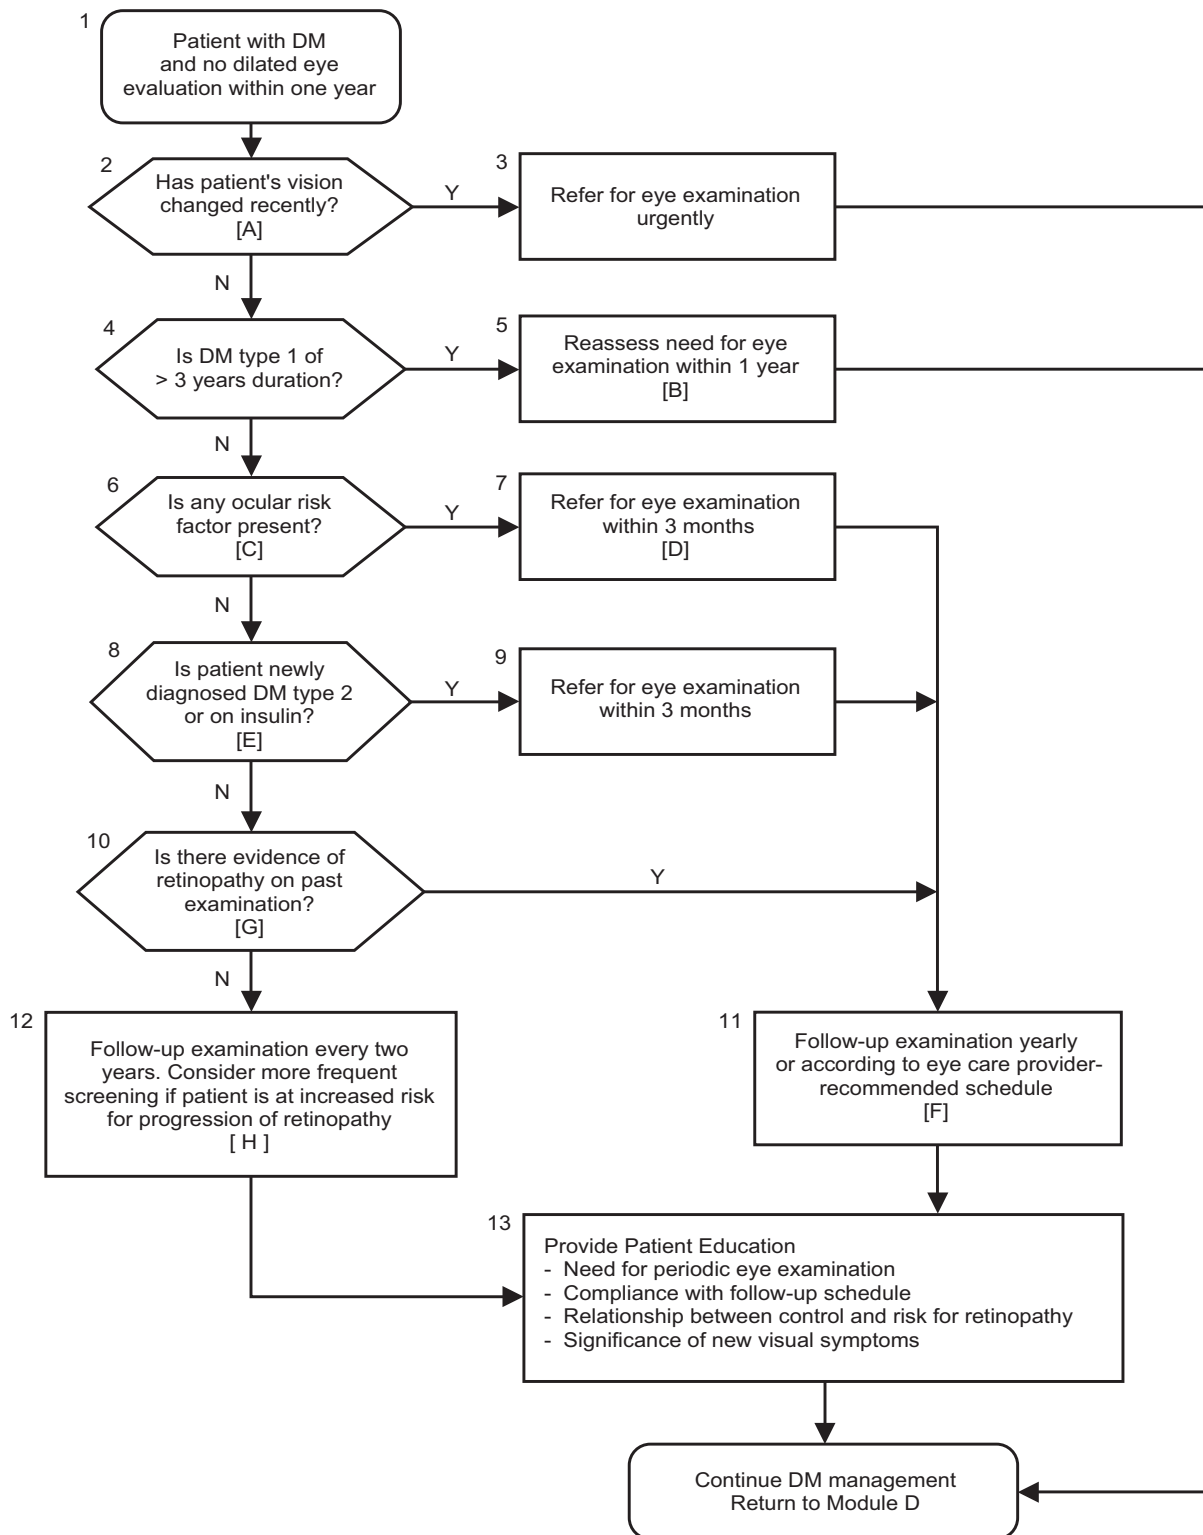 1
Patient with DM
and no dilated eye
evaluation within one year
2
Has patient's vision
changed recently?
[A]
Y
3
Refer for eye examination
urgently
N
4
Is DM type 1 of
> 3 years duration?
Y
5
Reassess need for eye
examination within 1 year
[B]
N
6
Is any ocular risk
factor present?
[C]
Y
7
Refer for eye examination
within 3 months
[D]
N
8
Is patient newly
diagnosed DM type 2
or on insulin?
[E]
Y
9
Refer for eye examination
within 3 months
N
10
Is there evidence of
retinopathy on past
examination?
[G]
Y
N
12
Follow-up examination every two
years. Consider more frequent
screening if patient is at increased risk
for progression of retinopathy
[ H ]
11
Follow-up examination yearly
or according to eye care provider-
recommended schedule
[F]
13
Provide Patient Education
- Need for periodic eye examination
- Compliance with follow-up schedule
- Relationship between control and risk for retinopathy
- Significance of new visual symptoms
Continue DM management
Return to Module D